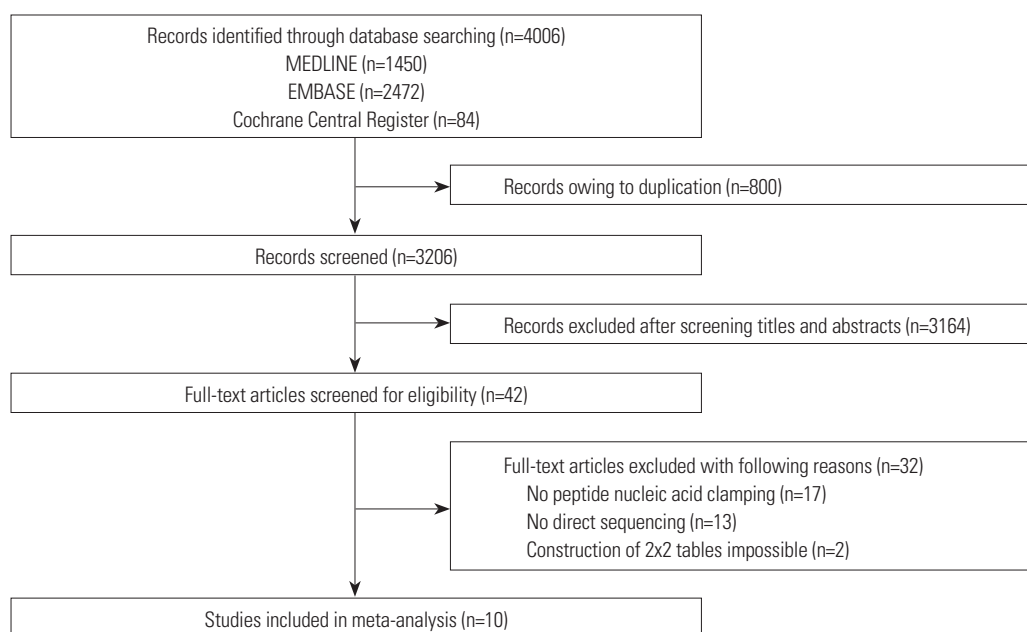 Records identified through database searching (n=4006)
MEDLINE (n=1450)
EMBASE (n=2472)
Cochrane Central Register (n=84)
Records owing to duplication (n=800)
Records screened (n=3206)
Records excluded after screening titles and abstracts (n=3164)
Full-text articles screened for eligibility (n=42)
Full-text articles excluded with following reasons (n=32)
No peptide nucleic acid clamping (n=17)
No direct sequencing (n=13)
Construction of 2x2 tables impossible (n=2)
Studies included in meta-analysis (n=10)